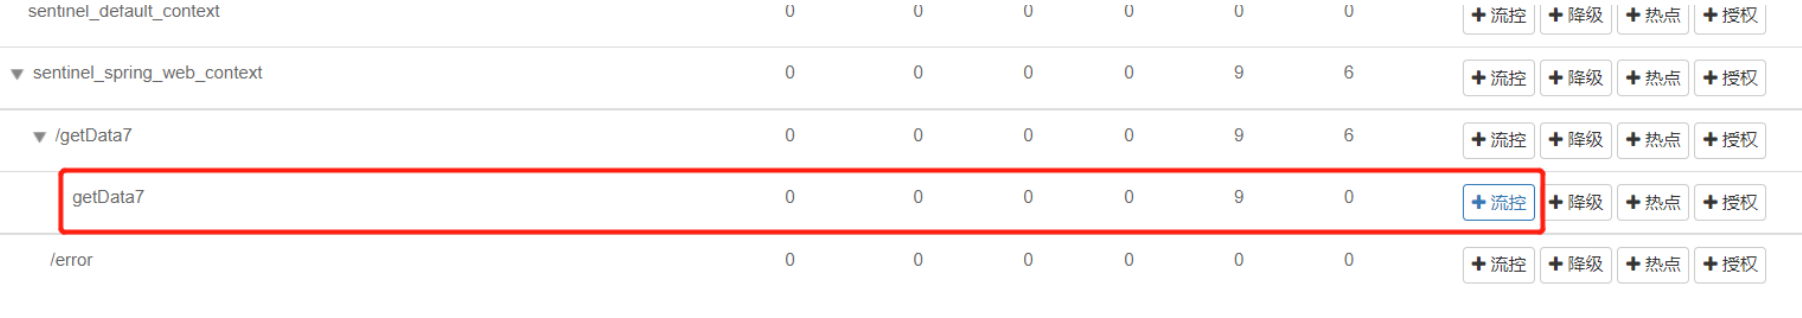 sentinel_default_context 0 0 0 0 0 0 +流控 +降级 +热点 +授权
sentinel_spring_web_context 0 0 0 0 9 6 +流控 +降级 +热点 +授权
/getData7 0 0 0 0 9 6 +流控 +降级 +热点 +授权
getData7 0 0 0 0 9 0 +流控 +降级 +热点 +授权
/error 0 0 0 0 0 0 +流控 +降级 +热点 +授权